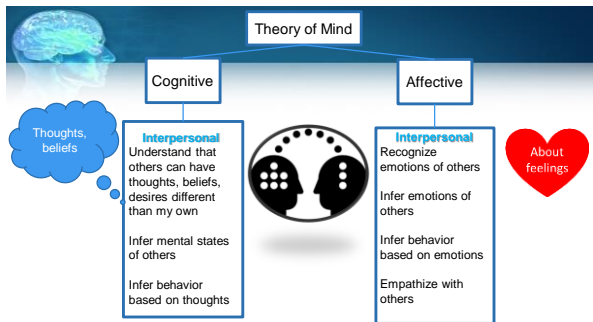 Theory of Mind
Cognitive
Affective
Thoughts,
beliefs
Interpersonal
Understand that
others can have
thoughts, beliefs,
desires different
than my own
Infer mental states
of others
Infer behavior
based on thoughts
Interpersonal
Recognize
emotions of others
Infer emotions of
others
Infer behavior
based on emotions
Empathize with
others
About
feelings